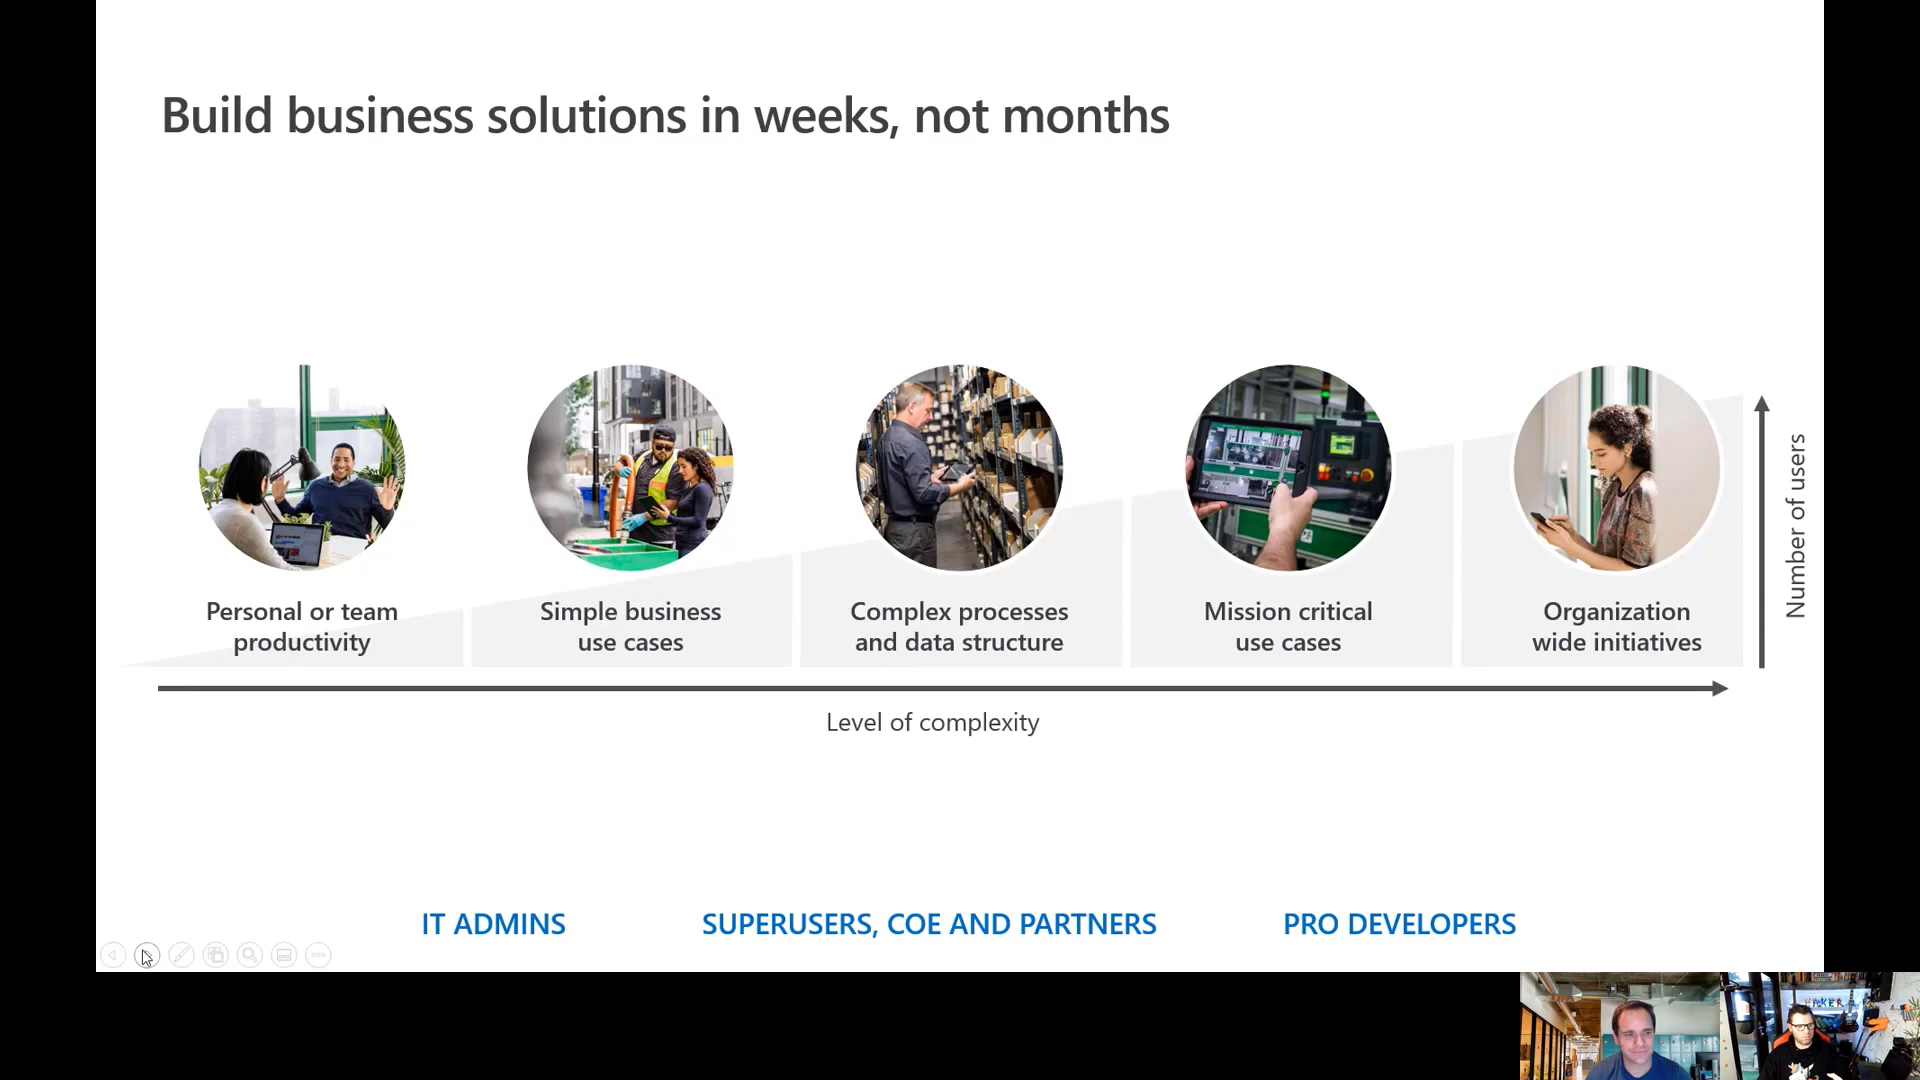 Build business solutions in weeks, not months
Personal or team
productivity
Simple business
use cases
Complex processes
and data structure
Mission critical
use cases
Organization
wide initiatives
Number of users
Level of complexity
IT ADMINS
SUPERUSERS, COE AND PARTNERS
PRO DEVELOPERS